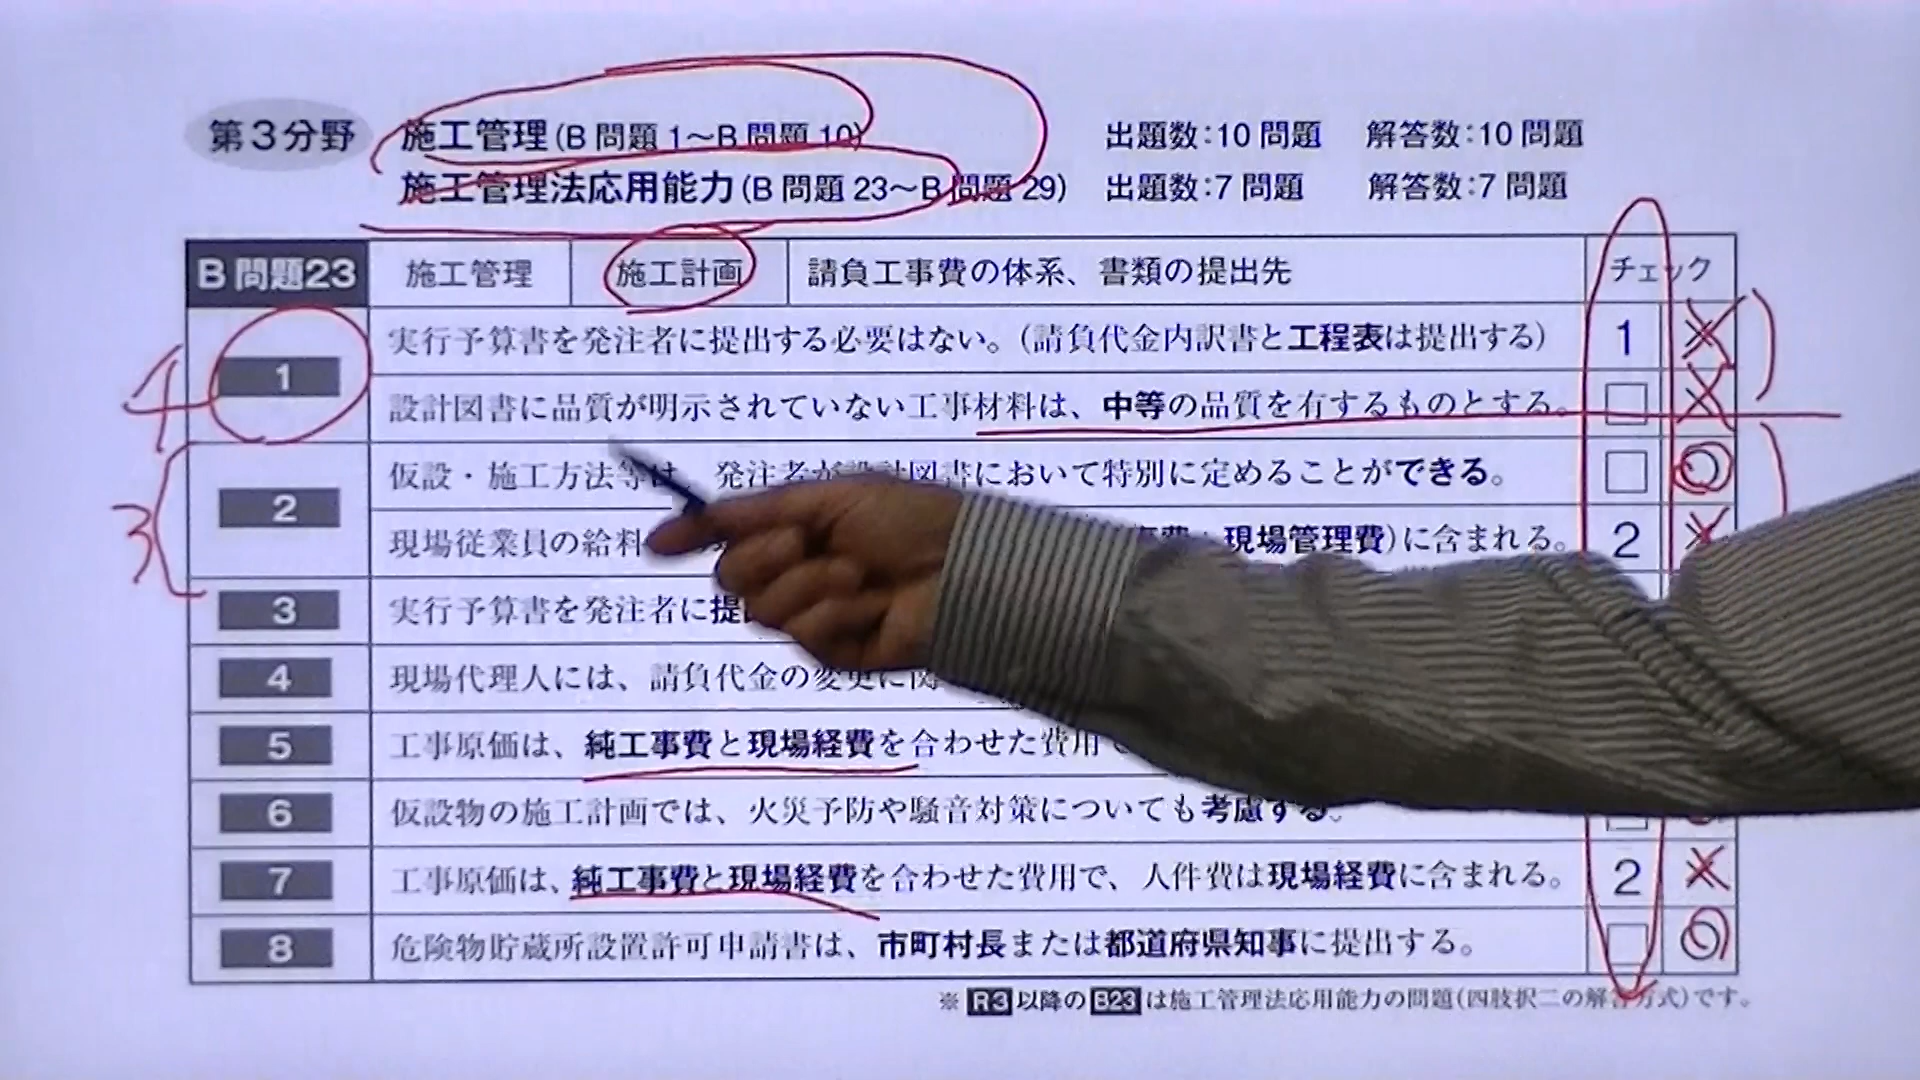 第3分野 施工管理(B 問題 1〜B 問題 10) 出題数:10 問題 解答数:10 問題
施工管理法応用能力(B 問題 23〜B 問題 29) 出題数:7 問題 解答数:7 問題
B 問題23 施工管理 施工計画 請負工事費の体系、書類の提出先 チェック
4 1 実行予算書を発注者に提出する必要はない。(請負代金内訳書と工程表は提出する) 1
設計図書に品質が明示されていない工事材料は、中等の品質を有するものとする。 □
3 2 仮設・施工方法等は、発注者が設計図書において特別に定めることができる。 □
現場従業員の給料 現場管理費)に含まれる。 2
3 実行予算書を発注者に提
4 現場代理人には、請負代金の変更に関
5 工事原価は、純工事費と現場経費を合わせた費用で
6 仮設物の施工計画では、火災予防や騒音対策についても考慮する。 □
7 工事原価は、純工事費と現場経費を合わせた費用で、人件費は現場経費に含まれる。 2
8 危険物貯蔵所設置許可申請書は、市町村長または都道府県知事に提出する。 □
※ R3 以降の B23 は施工管理法応用能力の問題(四肢択二の解答方式)です。